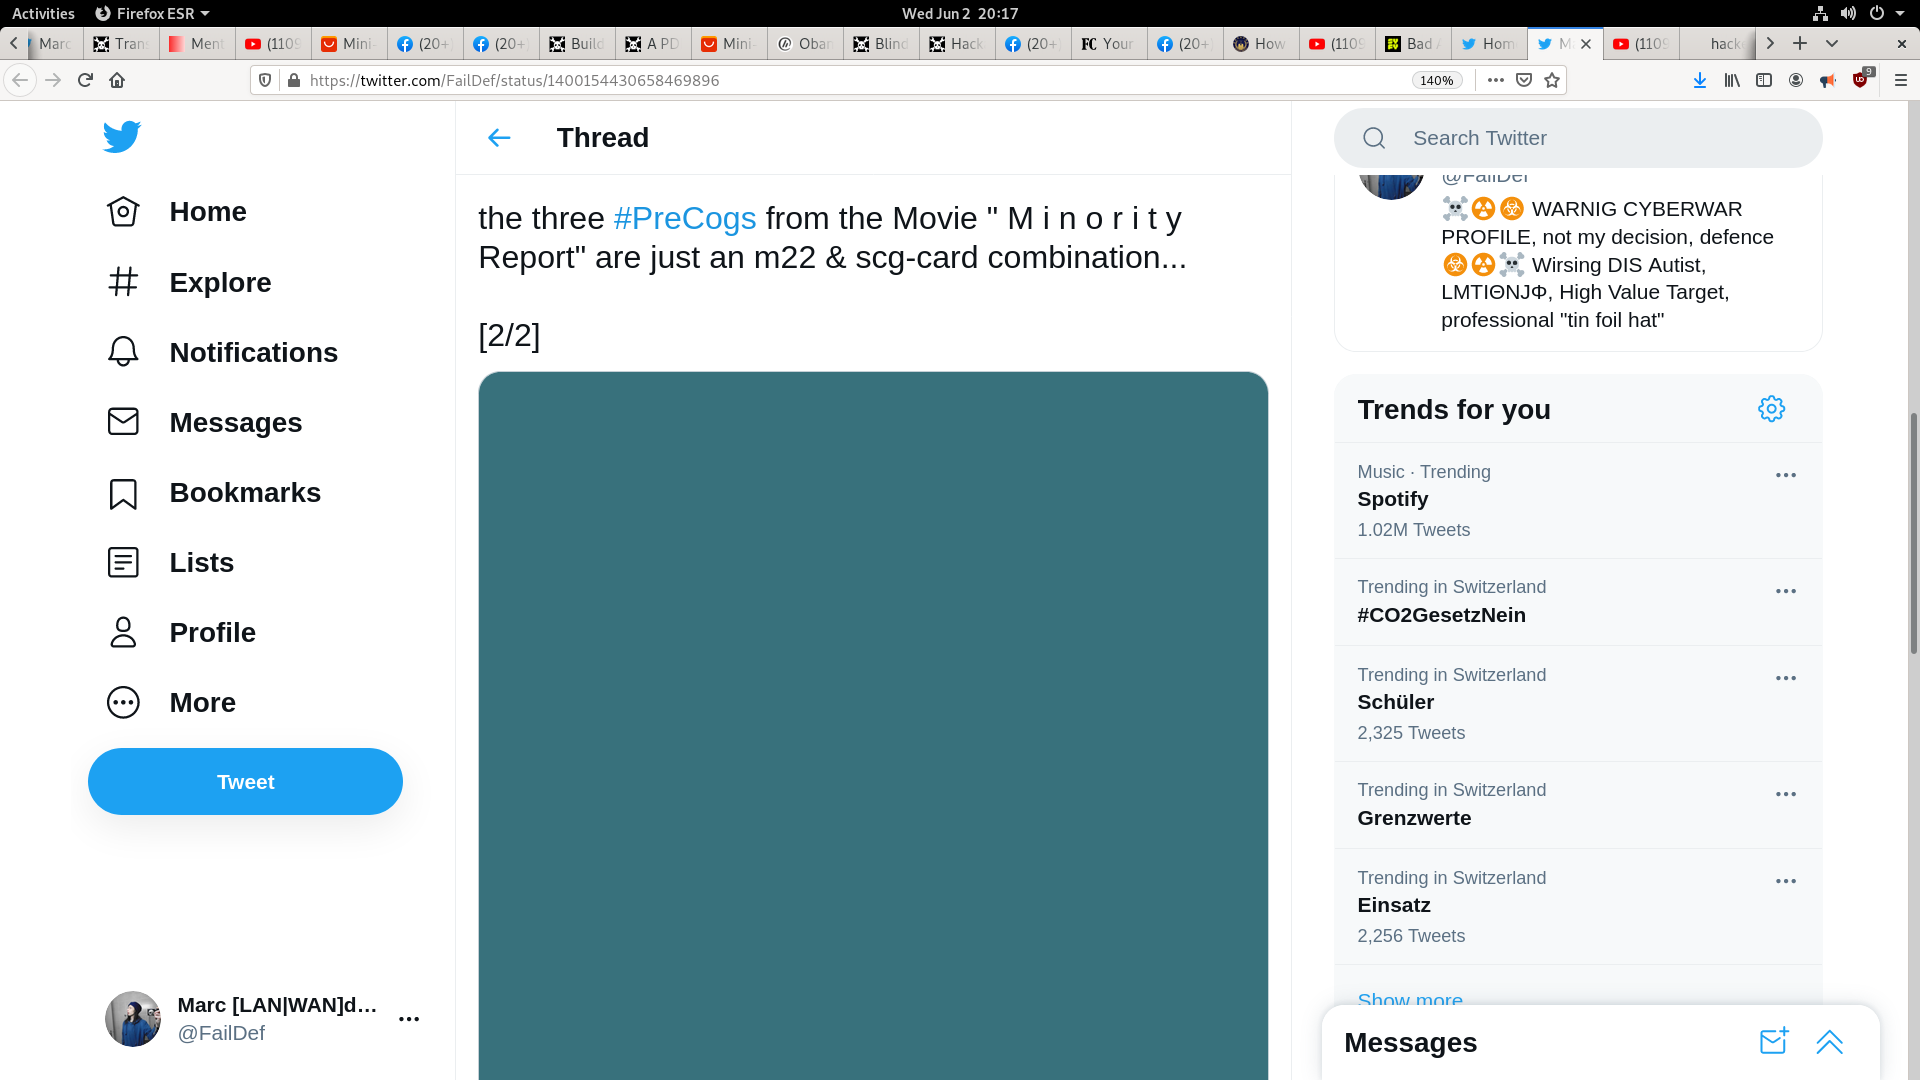 Activities
Firefox ESR
Wed Jun 2 20:17
Marc
Trans
Ment
(1109
Mini-
(20+)
(20+)
Build
A PD
Mini-
Obam
Blind
Hack
(20+)
FC Your
(20+)
How
(1109
Bad
Home
(1109
hack
https://twitter.com/FailDef/status/1400154430658469896
140%
9
Home
Explore
Notifications
Messages
Bookmarks
Lists
Profile
More
Tweet
Marc [LAN|WAN]d...
@FailDef
Thread
the three #PreCogs from the Movie " M i n o r i t y
Report" are just an m22 & scg-card combination...
[2/2]
Search Twitter
@FailDef
☠️☢️☣️ WARNIG CYBERWAR
PROFILE, not my decision, defence
☣️☢️☠️ Wirsing DIS Autist,
LMTIΘNJΦ, High Value Target,
professional "tin foil hat"
Trends for you
Music · Trending
Spotify
1.02M Tweets
Trending in Switzerland
#CO2GesetzNein
Trending in Switzerland
Schüler
2,325 Tweets
Trending in Switzerland
Grenzwerte
Trending in Switzerland
Einsatz
2,256 Tweets
Show more
Messages